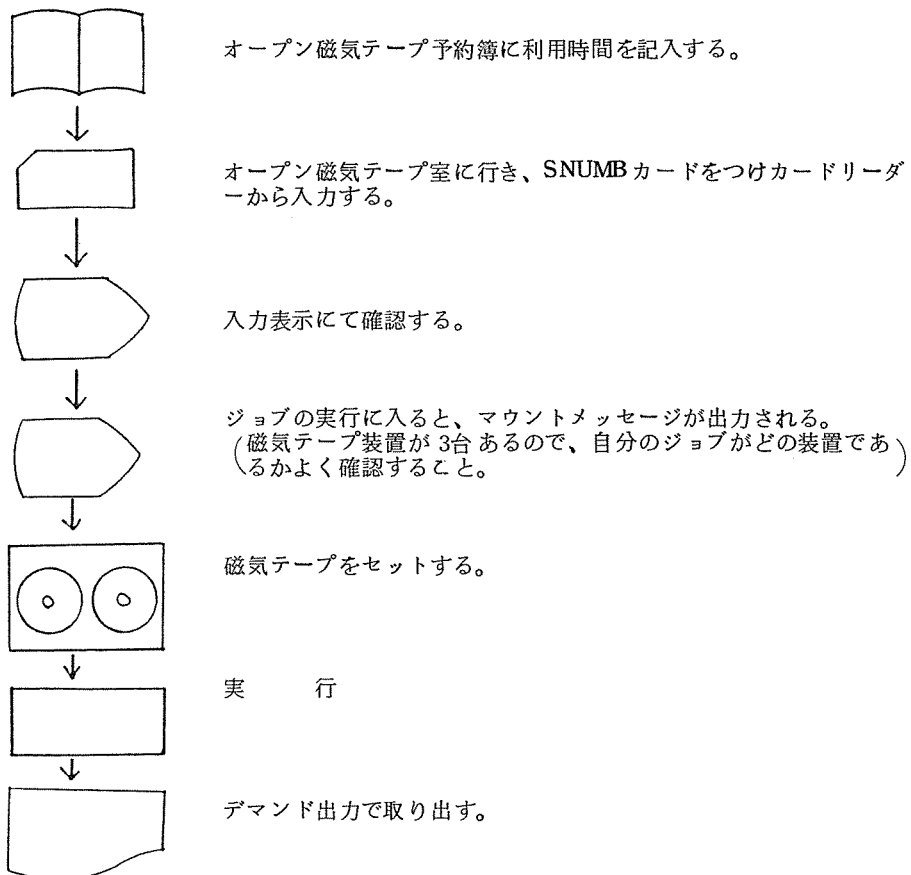 オープン磁気テープ予約簿に利用時間を記入する。
オープン磁気テープ室に行き、SNUMBカードをつけカードリーダ
ーから入力する。
入力表示にて確認する。
ジョブの実行に入ると、マウントメッセージが出力される。
(磁気テープ装置が3台あるので、自分のジョブがどの装置であ
るかよく確認すること。)
実　　行
磁気テープをセットする。
デマンド出力で取り出す。